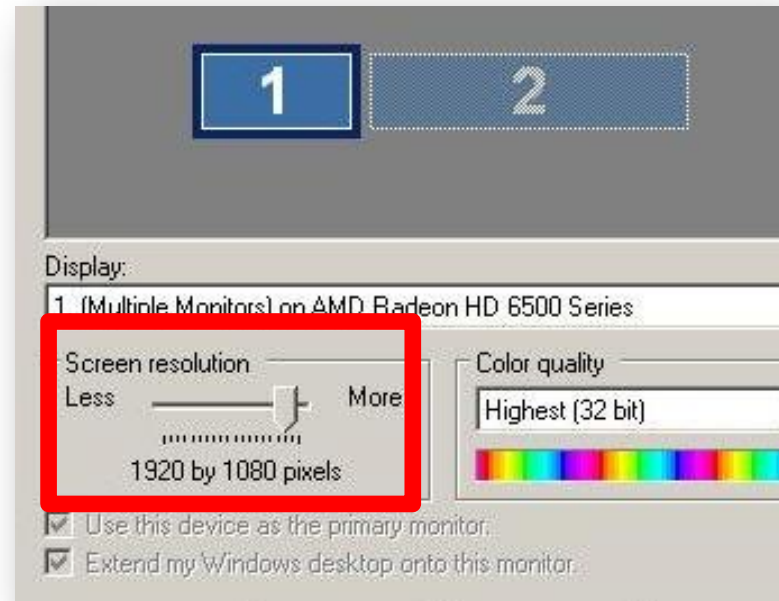 1 2
Display:
1. (Multiple Monitors) on AMD Radeon HD 6500 Series
Screen resolution
Less More
1920 by 1080 pixels
Color quality
Highest (32 bit)
Use this device as the primary monitor.
Extend my Windows desktop onto this monitor.